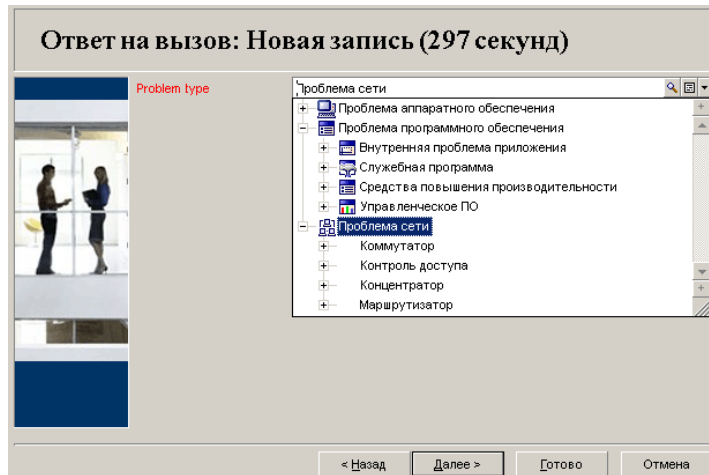 Ответ на вызов: Новая запись (297 секунд)
Problem type
Проблема сети
Проблема аппаратного обеспечения
Проблема программного обеспечения
Внутренняя проблема приложения
Служебная программа
Средства повышения производительности
Управленческое ПО
Проблема сети
Коммутатор
Контроль доступа
Концентратор
Маршрутизатор
< Назад Далее > Готово Отмена